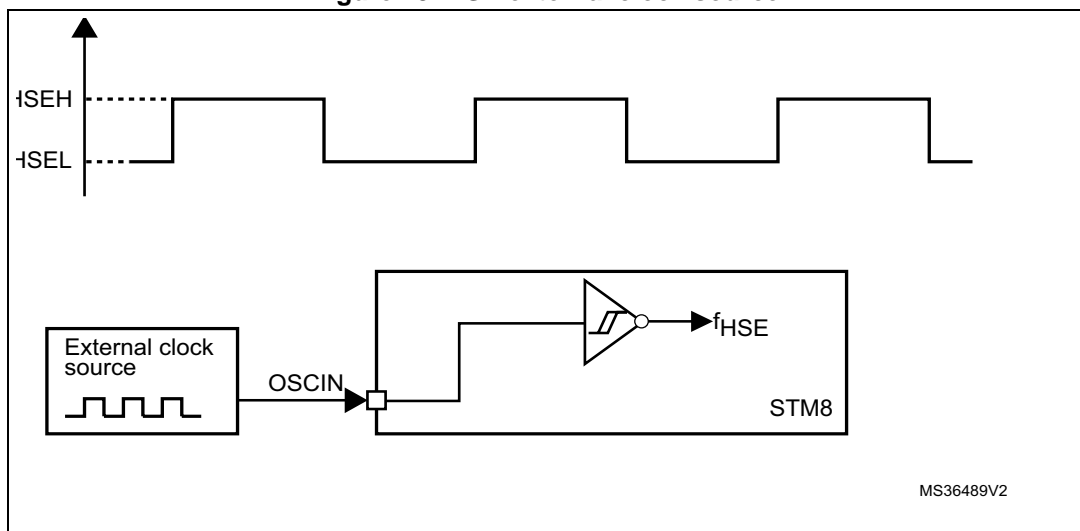 HSEH
HSEL
External clock
source
OSCIN
fHSE
STM8
MS36489V2